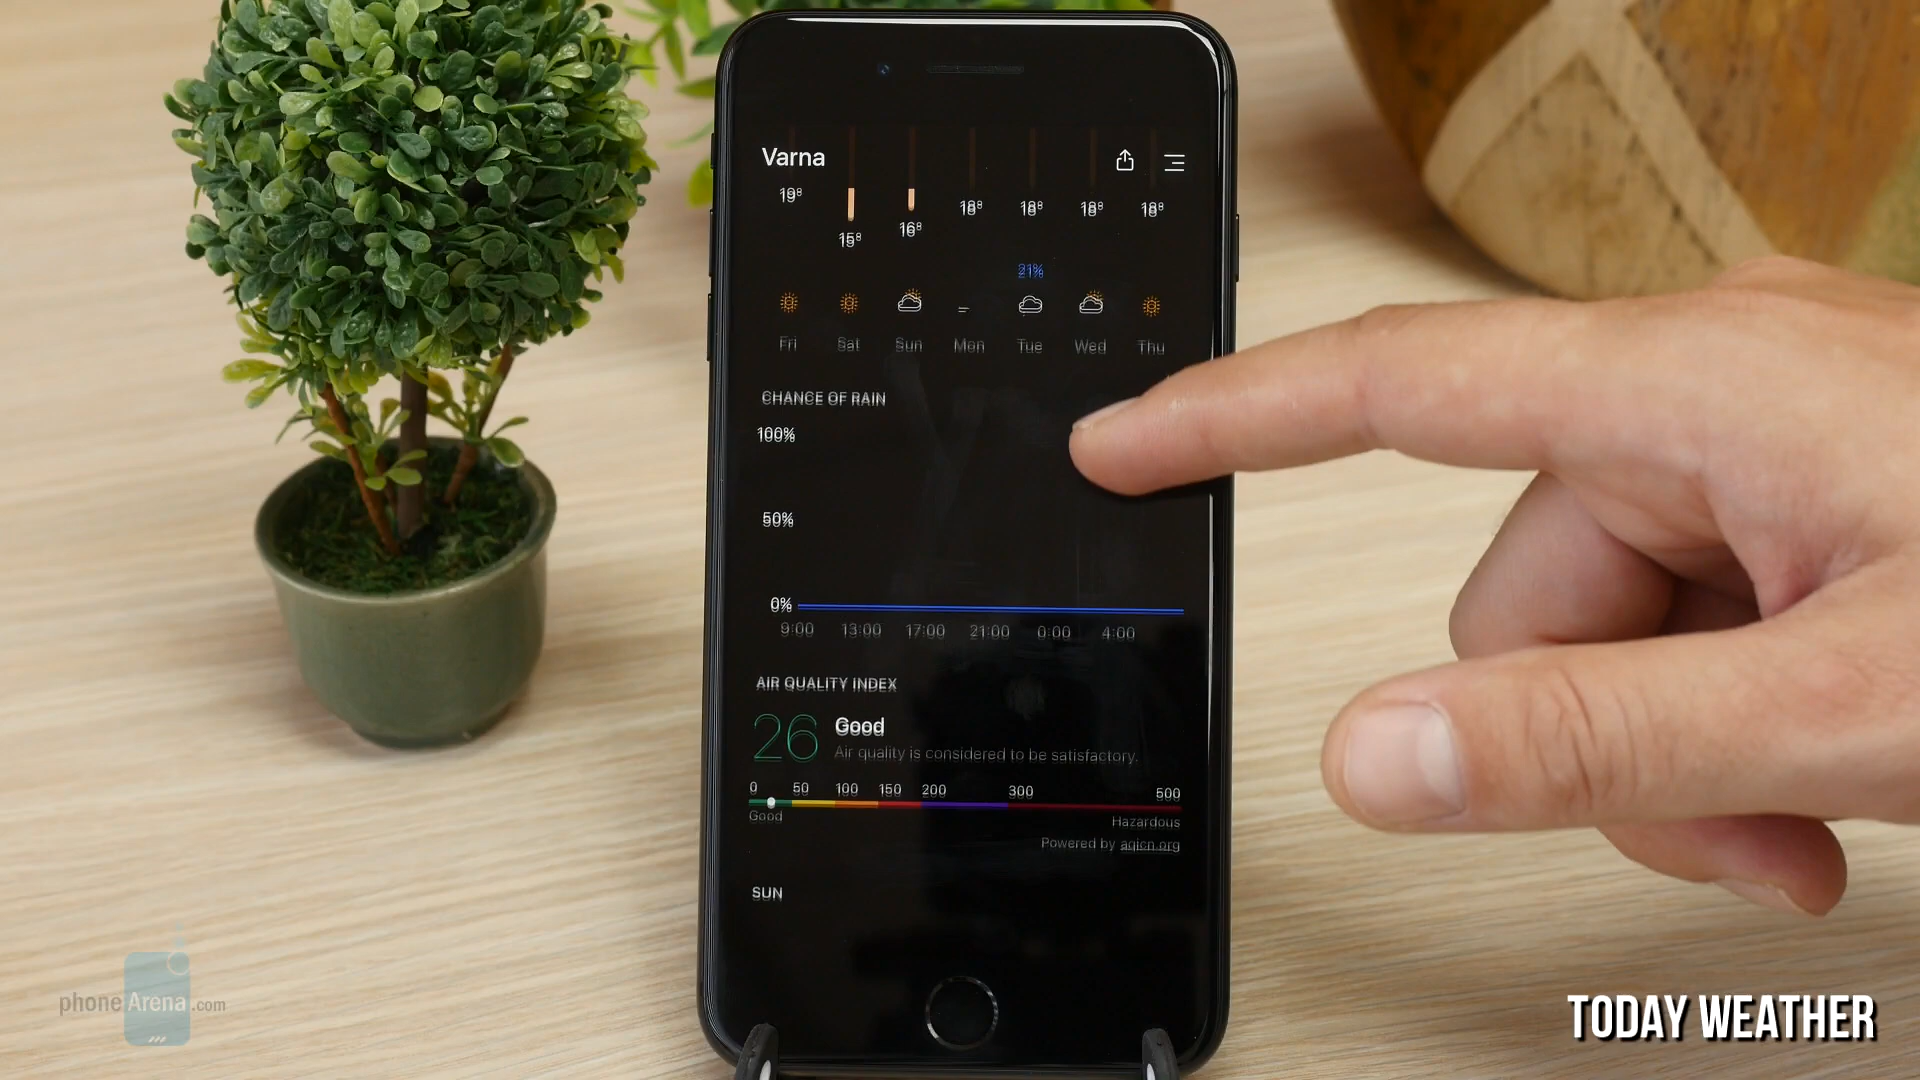 Varna
19° 15° 16° 18° 18° 18° 18°
21%
Fri Sat Sun Mon Tue Wed Thu
CHANCE OF RAIN
100%
50%
0%
9:00 13:00 17:00 21:00 0:00 4:00
AIR QUALITY INDEX
26 Good
Air quality is considered to be satisfactory.
0 50 100 150 200 300 500
Good Hazardous
Powered by aqicn.org
SUN
phoneArena.com
TODAY WEATHER